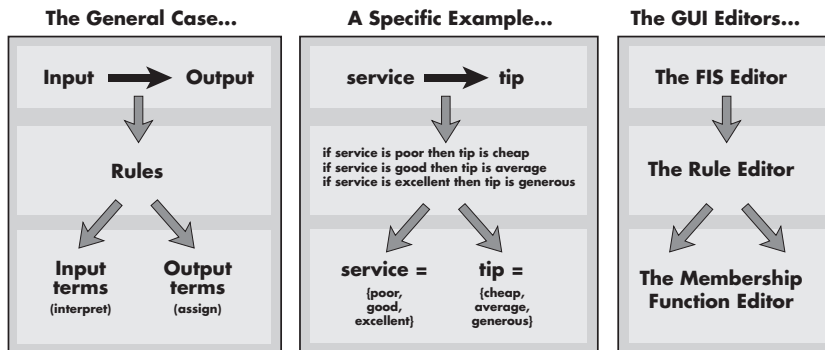 The General Case...
Input
Output
Rules
Input
terms
(interpret)
Output
terms
(assign)
A Specific Example...
service
tip
if service is poor then tip is cheap
if service is good then tip is average
if service is excellent then tip is generous
service =
{poor,
good,
excellent}
tip =
{cheap,
average,
generous}
The GUI Editors...
The FIS Editor
The Rule Editor
The Membership
Function Editor